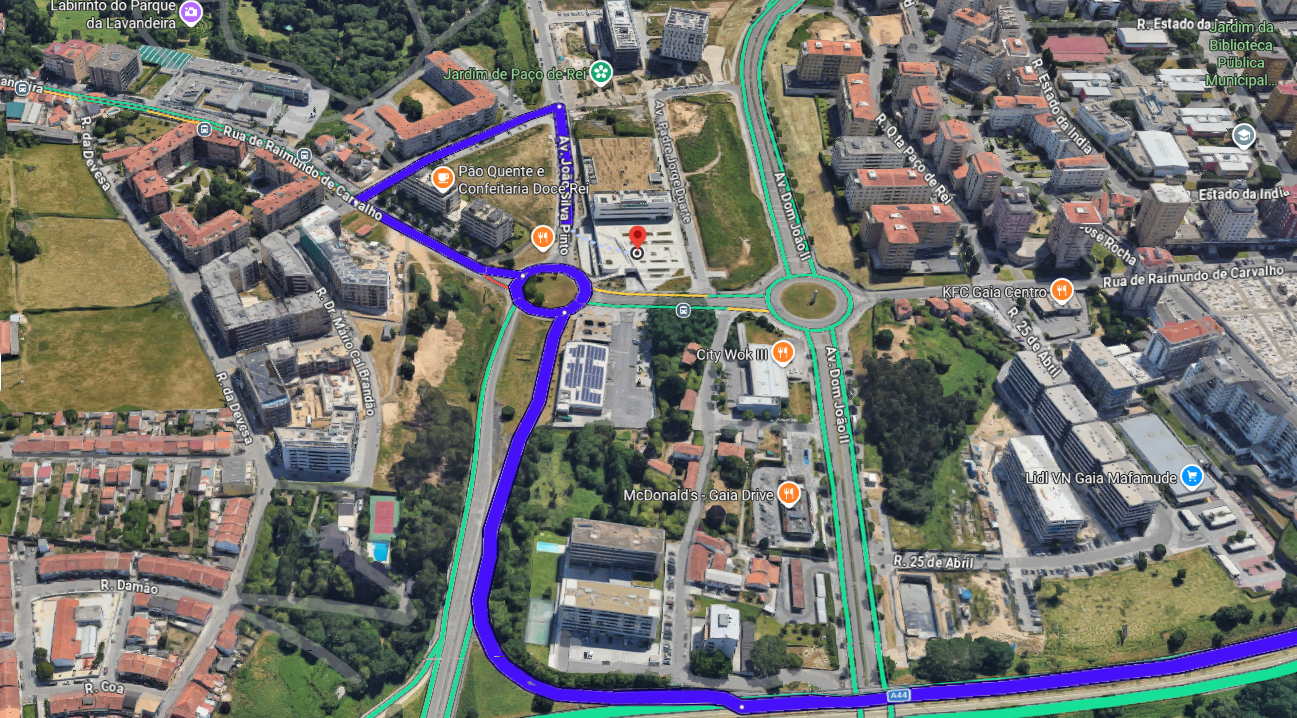 Labirinto do Parque
da Lavandeira
R. Estado da
Jardim da
Biblioteca
Pública
Municipal...
Jardim de Paço de Rei
R. Estado de India
R. da Devesa
Rua de Raimundo de Carvalho
Av. João Silva Pinto
Av. Padre Jorge Duarte
R. Quita Paço de Rei
Pão Quente e
Confeitaria Doce Rei
Av. Dom João II
Estado da India
José Rocha
Rua de Raimundo de Carvalho
KFC Gaia Centro
R. Dr. Mário Cal Brandão
R. 25 de Abril
City Wok III
Av. Dom João II
R. da Devesa
Lidl VN Gaia Mafamude
McDonald's - Gaia Drive
R. 25 de Abril
R. Damão
R. Coa
A44